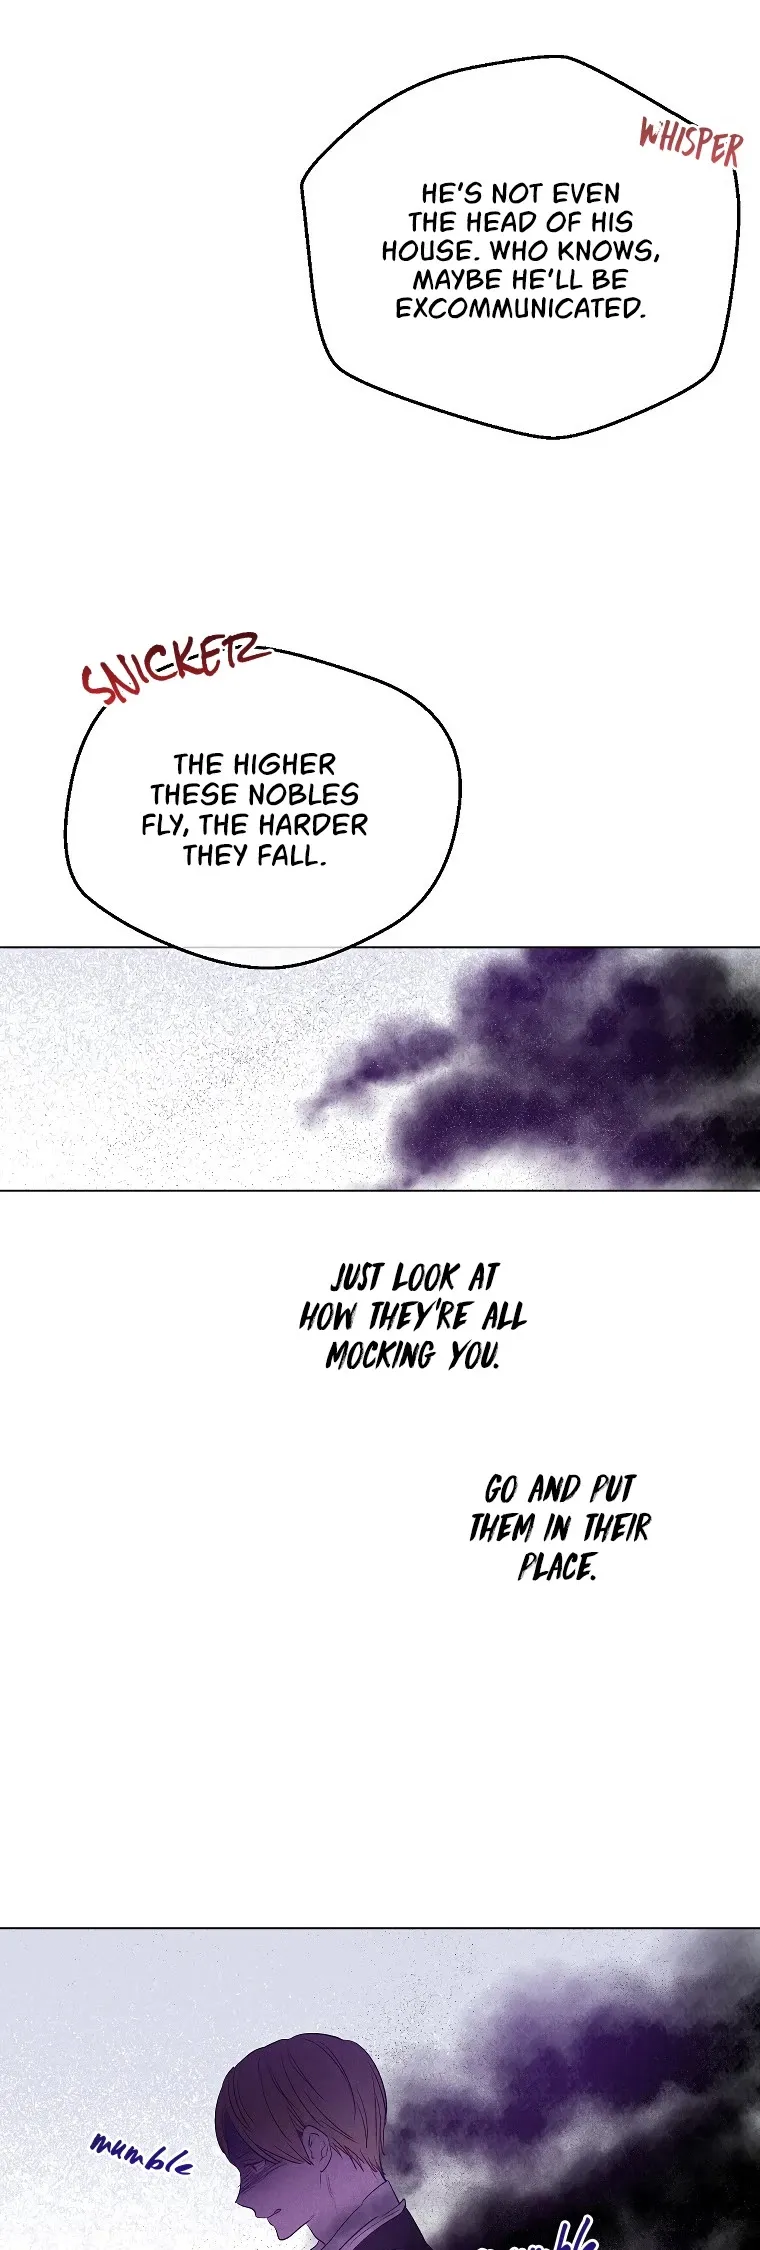 WHISPER
HE'S NOT EVEN
THE HEAD OF HIS
HOUSE. WHO KNOWS,
MAYBE HE'LL BE
EXCOMMUNICATED.
SNICKER
THE HIGHER
THESE NOBLES
FLY, THE HARDER
THEY FALL.
JUST LOOK AT
HOW THEY'RE ALL
MOCKING YOU.
GO AND PUT
THEM IN THEIR
PLACE.
mumble